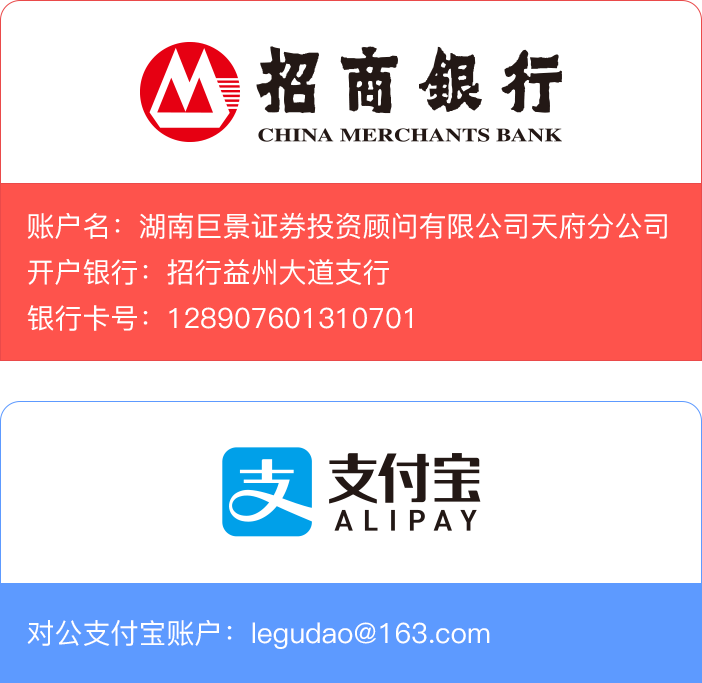 招商銀行
CHINA MERCHANTS BANK
账户名：湖南巨景证券投资顾问有限公司天府分公司
开户银行：招行益州大道支行
银行卡号：128907601310701
支 支付宝
ALIPAY
对公支付宝账户：legudao@163.com